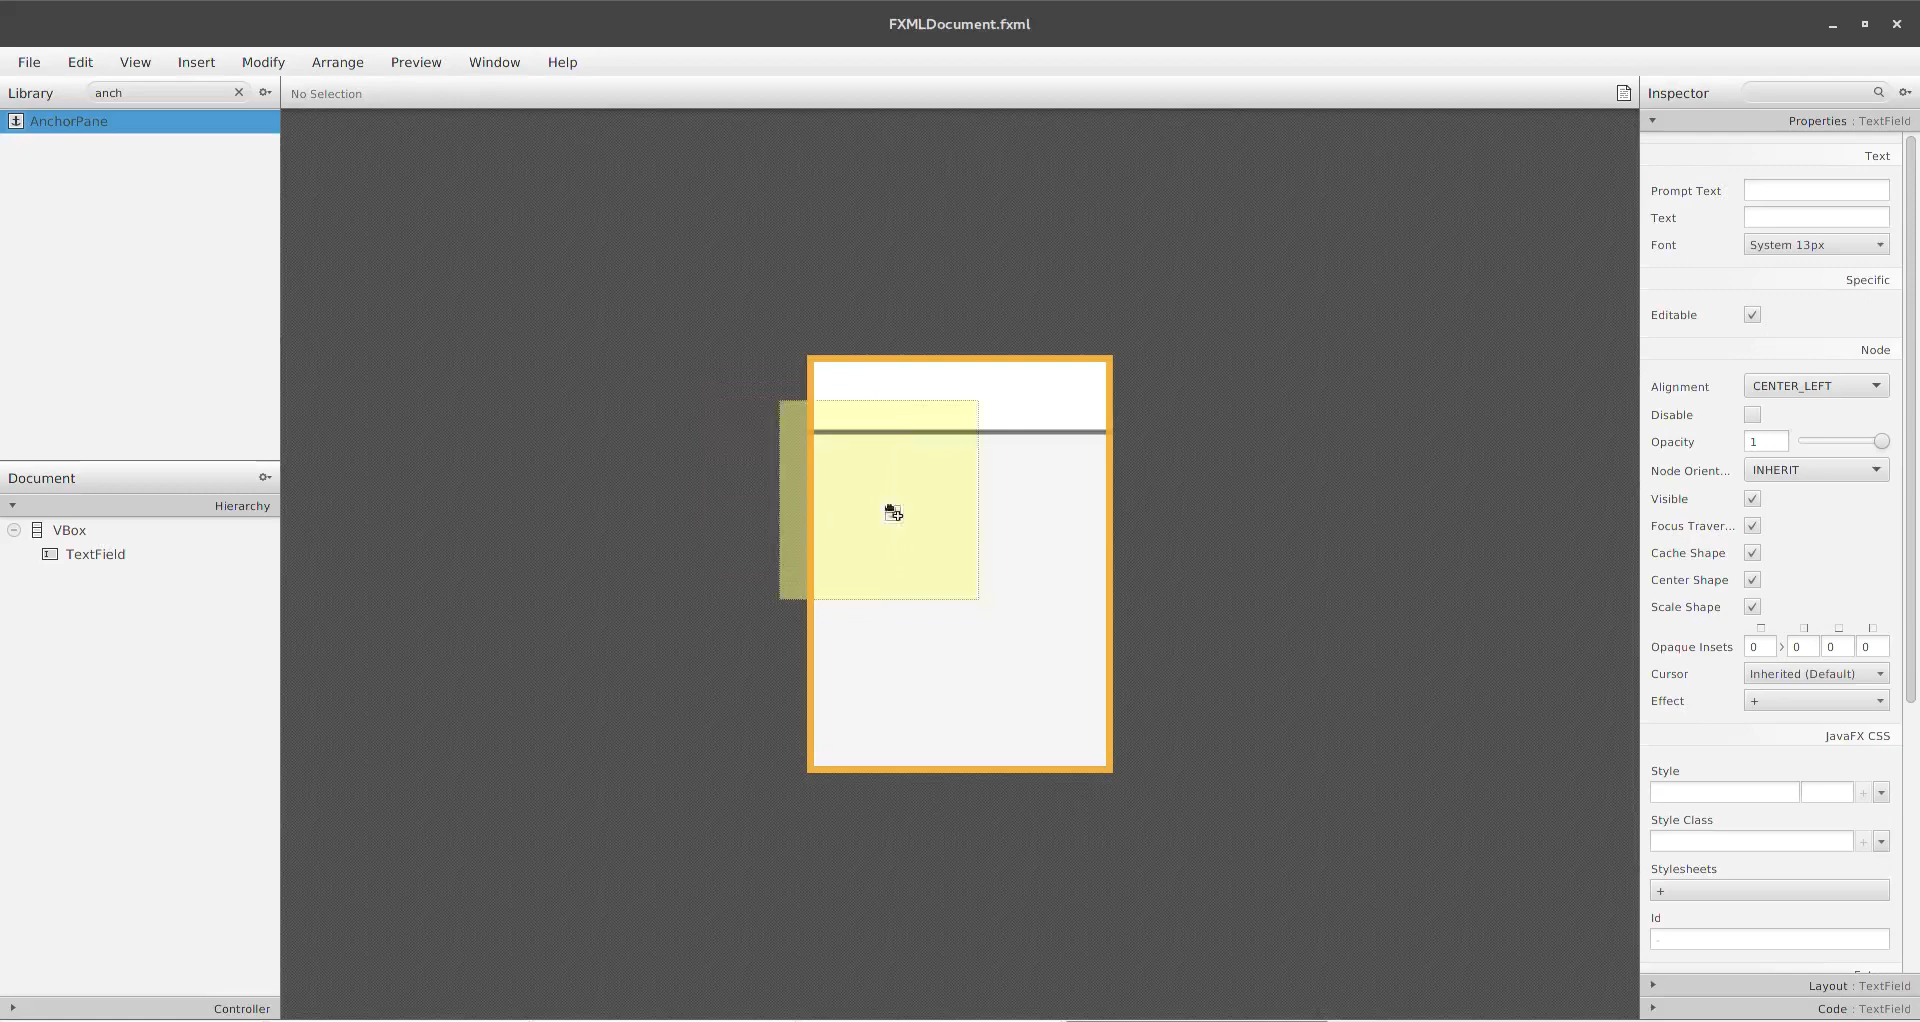 FXMLDocument.fxml
File Edit View Insert Modify Arrange Preview Window Help
Library anch
No Selection
Inspector
AnchorPane
Properties : TextField
Text
Prompt Text
Text
Font System 13px
Specific
Editable
Node
Alignment CENTER_LEFT
Disable
Opacity 1
Node Orient... INHERIT
Visible
Focus Traver...
Cache Shape
Center Shape
Scale Shape
Opaque Insets 0 0 0 0
Cursor Inherited (Default)
Effect +
JavaFX CSS
Style
+
Style Class
+
Stylesheets
+
Id
-
Layout : TextField
Code : TextField
Document
Hierarchy
VBox
TextField
Controller